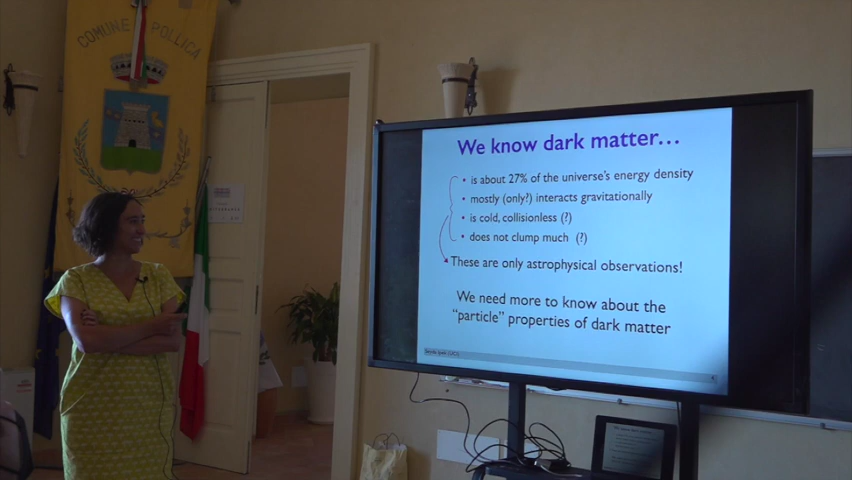 COMUNE POLLICA
We know dark matter...
• is about 27% of the universe's energy density
• mostly (only?) interacts gravitationally
• is cold, collisionless (?)
• does not clump much (?)
These are only astrophysical observations!
We need more to know about the
"particle" properties of dark matter